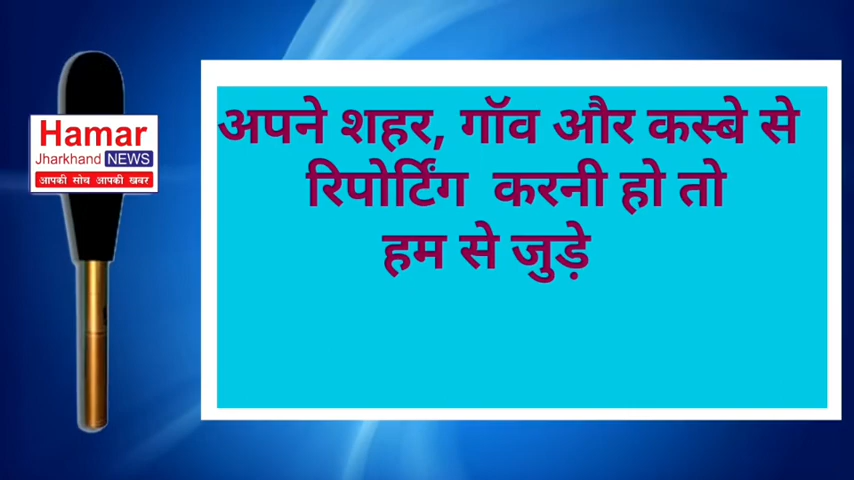 Hamar
Jharkhand NEWS
आपकी सोच आपकी खबर
अपने शहर, गॉव और कस्बे से
रिपोर्टिंग करनी हो तो
हम से जुड़े